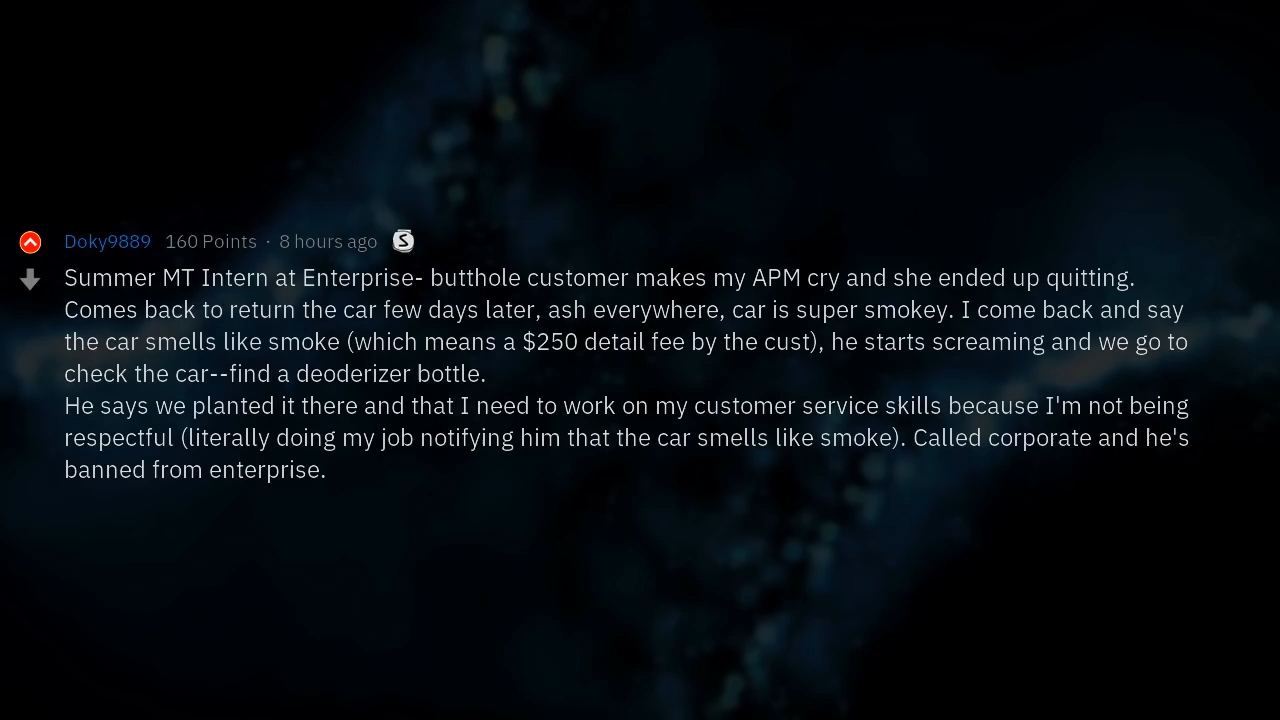 Doky9889 160 Points · 8 hours ago S
Summer MT Intern at Enterprise- butthole customer makes my APM cry and she ended up quitting.
Comes back to return the car few days later, ash everywhere, car is super smokey. I come back and say
the car smells like smoke (which means a $250 detail fee by the cust), he starts screaming and we go to
check the car--find a deoderizer bottle.
He says we planted it there and that I need to work on my customer service skills because I'm not being
respectful (literally doing my job notifying him that the car smells like smoke). Called corporate and he's
banned from enterprise.